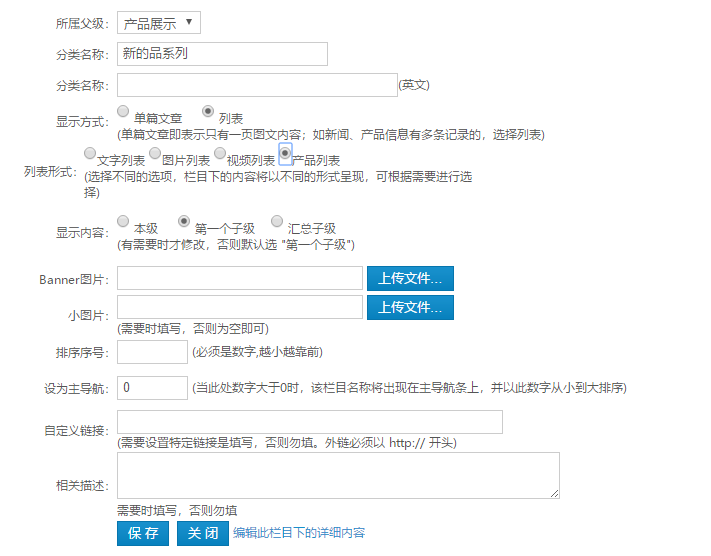 所属父级： 产品展示
分类名称： 新的品系列
分类名称： (英文)
显示方式： 单篇文章 列表
(单篇文章即表示只有一页图文内容；如新闻、产品信息有多条记录的，选择列表)
列表形式： 文字列表 图片列表 视频列表 产品列表
(选择不同的选项，栏目下的内容将以不同的形式呈现，可根据需要进行选
择)
显示内容： 本级 第一个子级 汇总子级
(有需要时才修改，否则默认选 "第一个子级")
Banner图片： 上传文件...
小图片： 上传文件...
(需要时填写，否则为空即可)
排序序号： (必须是数字,越小越靠前)
设为主导航： 0 (当此处数字大于0时，该栏目名称将出现在主导航条上，并以此数字从小到大排序)
自定义链接：
(需要设置特定链接是填写，否则勿填。外链必须以 http:// 开头)
相关描述：
需要时填写，否则勿填
保 存 关 闭 编辑此栏目下的详细内容